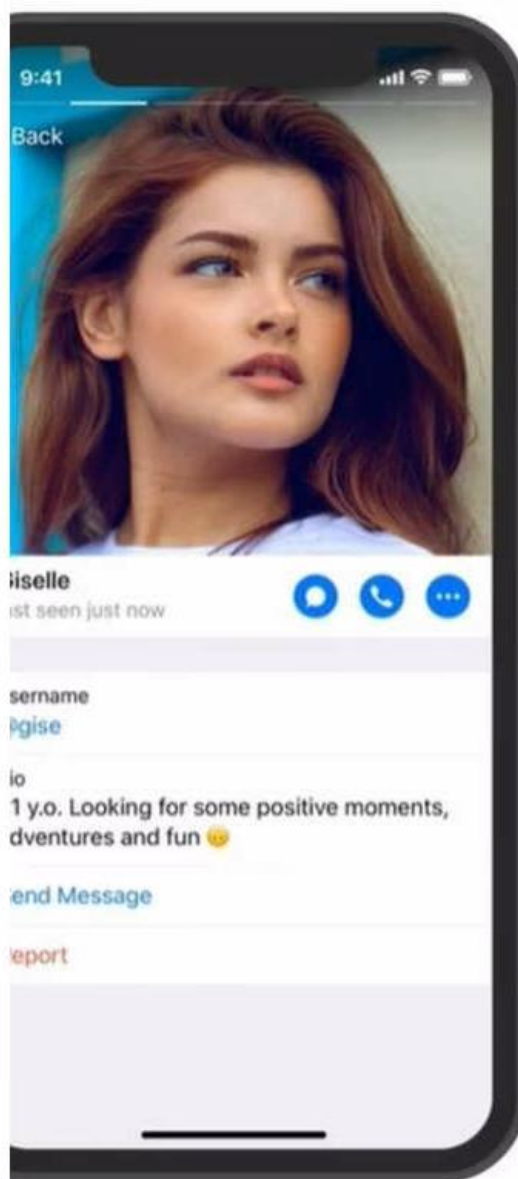 9:41
Back
iselle
st seen just now
sername
@gise
io
1 y.o. Looking for some positive moments,
dventures and fun 😊
end Message
eport